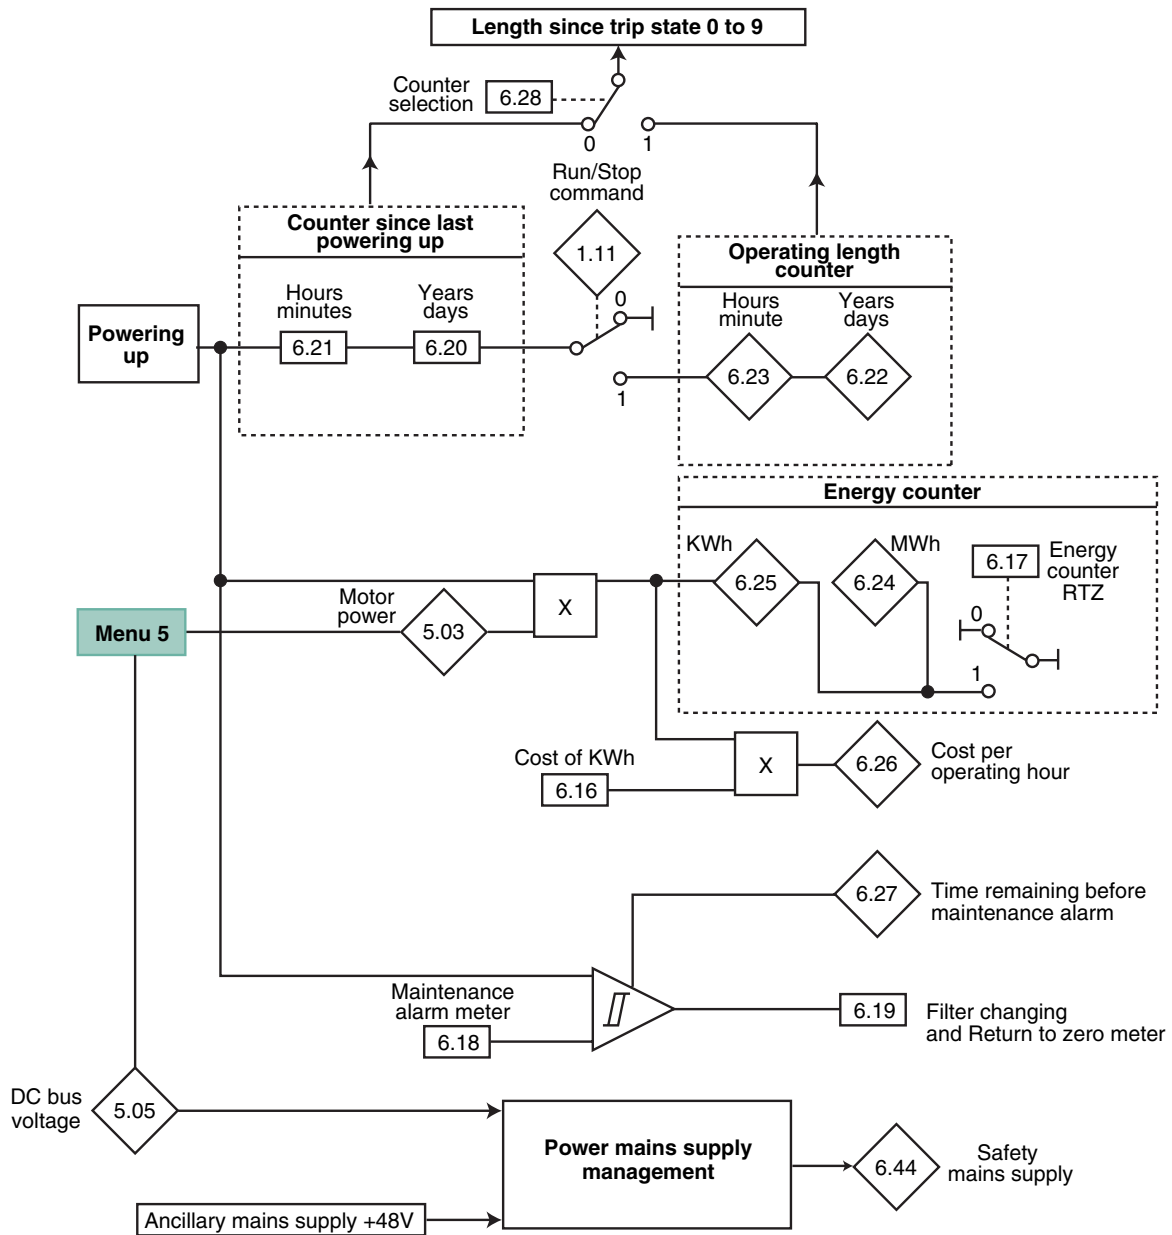 Length since trip state 0 to 9
Counter
selection
6.28
0
1
Run/Stop
command
1.11
0
1
Counter since last
powering up
Hours
minutes
Years
days
6.21
6.20
Powering
up
Operating length
counter
Hours
minute
Years
days
6.23
6.22
Energy counter
KWh
6.25
MWh
6.24
6.17
Energy
counter
RTZ
0
1
Motor
power
5.03
X
Menu 5
Cost of KWh
6.16
X
6.26
Cost per
operating hour
6.27
Time remaining before
maintenance alarm
Maintenance
alarm meter
6.18
6.19
Filter changing
and Return to zero meter
DC bus
voltage
5.05
Power mains supply
management
6.44
Safety
mains supply
Ancillary mains supply +48V